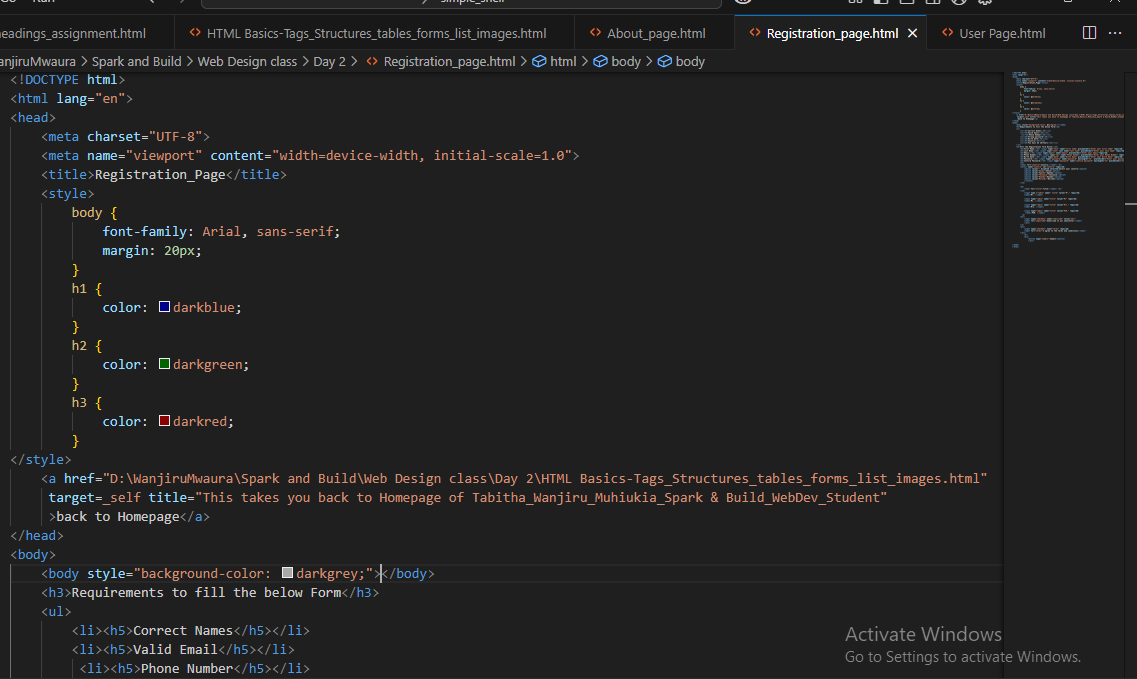 Run
simple_shell
eadings_assignment.html
HTML Basics-Tags_Structures_tables_forms_list_images.html
About_page.html
Registration_page.html
User Page.html
anjiruMwaura > Spark and Build > Web Design class > Day 2 > Registration_page.html > html > body > body
<!DOCTYPE html>
<html lang="en">
<head>
<meta charset="UTF-8">
<meta name="viewport" content="width=device-width, initial-scale=1.0">
<title>Registration_Page</title>
<style>
body {
font-family: Arial, sans-serif;
margin: 20px;
}
h1 {
color: darkblue;
}
h2 {
color: darkgreen;
}
h3 {
color: darkred;
}
</style>
<a href="D:\WanjiruMwaura\Spark and Build\Web Design class\Day 2\HTML Basics-Tags_Structures_tables_forms_list_images.html"
target=_self title="This takes you back to Homepage of Tabitha_Wanjiru_Muhiukia_Spark & Build_WebDev_Student"
>back to Homepage</a>
</head>
<body>
<body style="background-color: darkgrey;"></body>
<h3>Requirements to fill the below Form</h3>
<ul>
<li><h5>Correct Names</h5></li>
<li><h5>Valid Email</h5></li>
<li><h5>Phone Number</h5></li>
Activate Windows
Go to Settings to activate Windows.